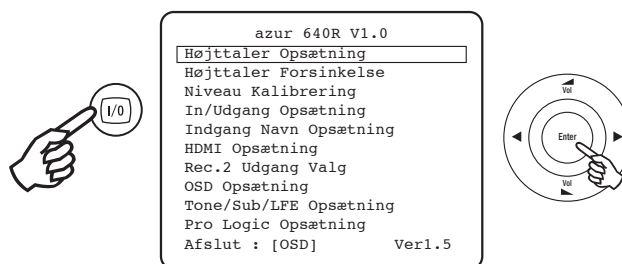 I/O
azur 640R V1.0
Højttaler Opsætning
Højttaler Forsinkelse
Niveau Kalibrering
In/Udgang Opsætning
Indgang Navn Opsætning
HDMI Opsætning
Rec.2 Udgang Valg
OSD Opsætning
Tone/Sub/LFE Opsætning
Pro Logic Opsætning
Afslut : [OSD] Ver1.5
Vol
Enter
Vol